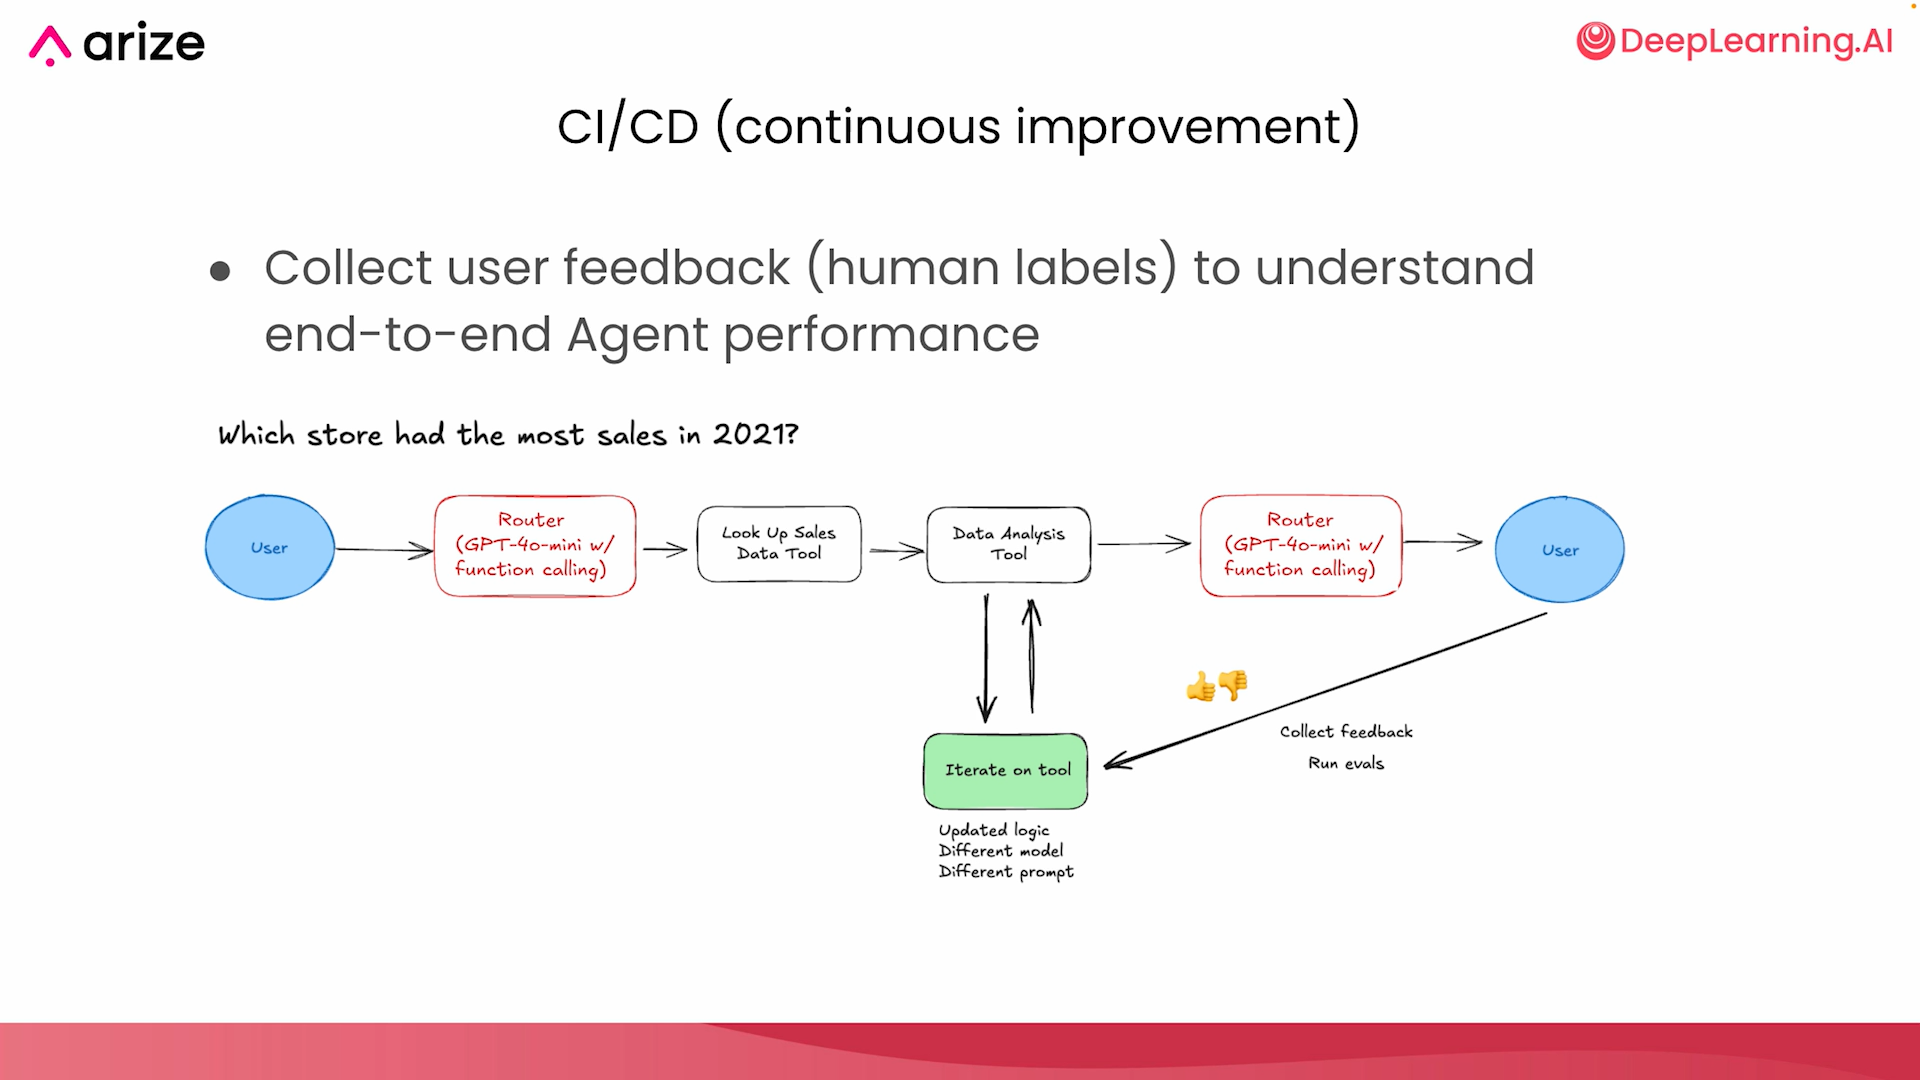 arize
DeepLearning.AI
CI/CD (continuous improvement)
● Collect user feedback (human labels) to understand
end-to-end Agent performance
Which store had the most sales in 2021?
User
Router
(GPT-4o-mini w/
function calling)
Look Up Sales
Data Tool
Data Analysis
Tool
Router
(GPT-4o-mini w/
function calling)
User
Collect feedback
Run evals
Iterate on tool
Updated logic
Different model
Different prompt